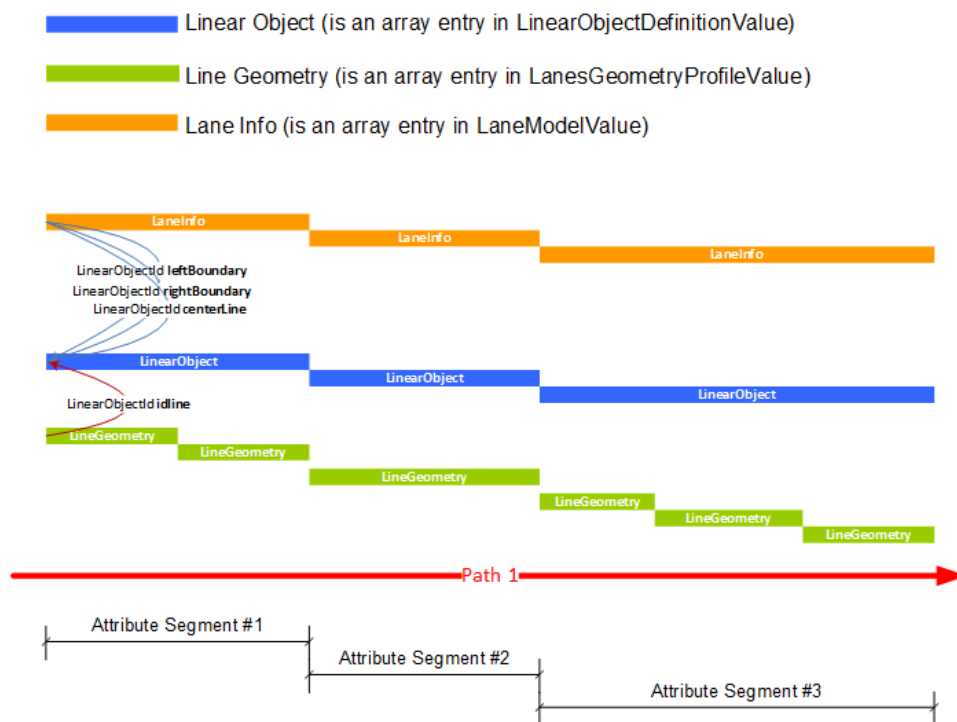 Linear Object (is an array entry in LinearObjectDefinitionValue)
Line Geometry (is an array entry in LanesGeometryProfileValue)
Lane Info (is an array entry in LaneModelValue)
LaneInfo
LaneInfo
LaneInfo
LinearObjectId leftBoundary
LinearObjectId rightBoundary
LinearObjectId centerLine
LinearObject
LinearObject
LinearObject
LinearObjectId idline
LineGeometry
LineGeometry
LineGeometry
LineGeometry
LineGeometry
LineGeometry
Path 1
Attribute Segment #1
Attribute Segment #2
Attribute Segment #3